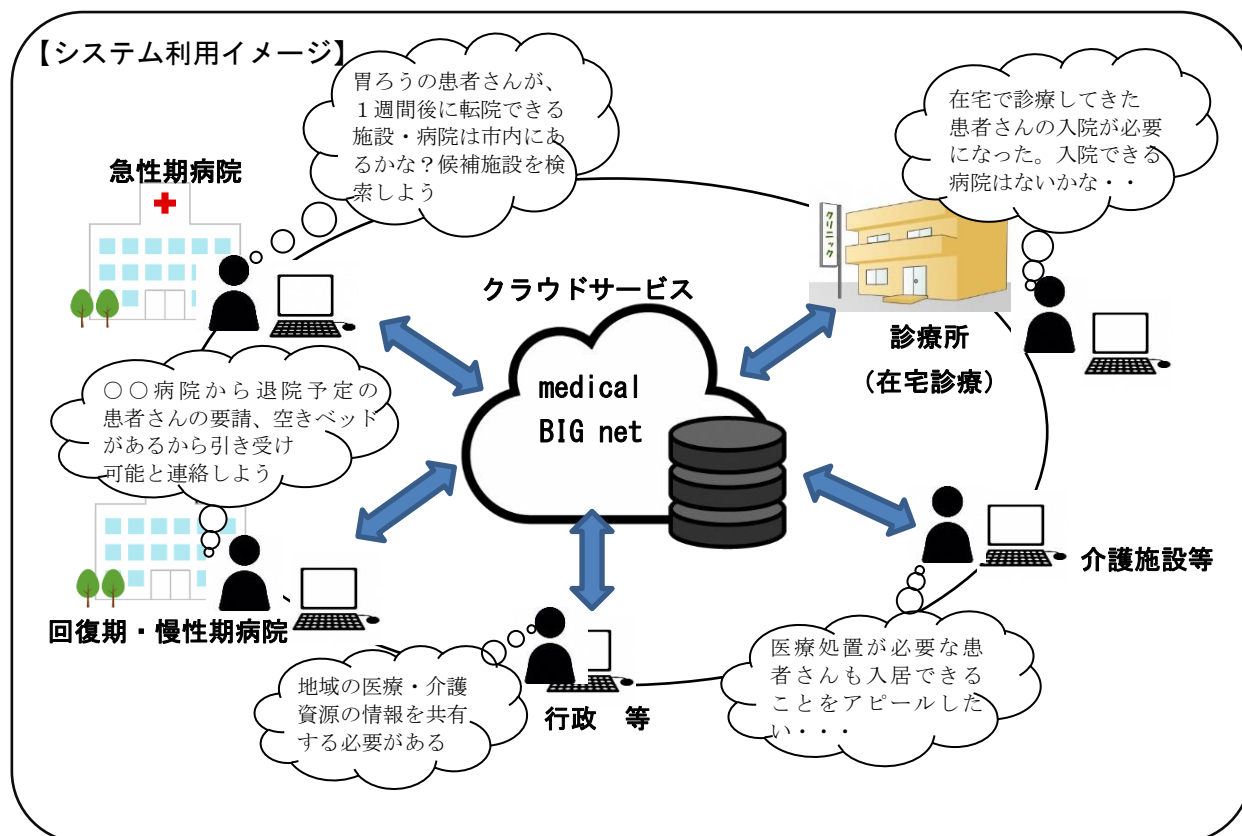 【システム利用イメージ】
胃ろうの患者さんが、
１週間後に転院できる
施設・病院は市内にあ
るかな？候補施設を検
索しよう
在宅で診療してきた
患者さんの入院が必要
になった。入院できる
病院はないかな・・
急性期病院
クリニック
クラウドサービス
medical
BIG net
診療所
（在宅診療）
〇〇病院から退院予定の
患者さんの要請、空きベッド
があるから引き受け
可能と連絡しよう
介護施設等
回復期・慢性期病院
地域の医療・介護
資源の情報を共有
する必要がある
行政　等
医療処置が必要な患
者さんも入居できる
ことをアピールした
い・・・